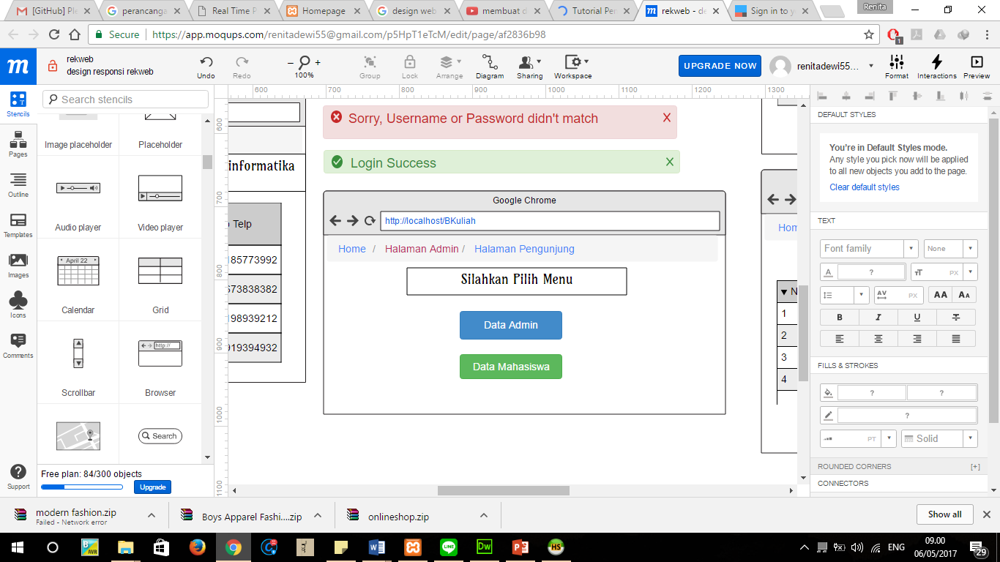 [GitHub] Ple
perancanga
Real Time P
Homepage
design web
membuat d
Tutorial Per
rekweb - de
Sign in to y
Renita
Secure
https://app.moqups.com/renitadewi55@gmail.com/p5HpT1eTcM/edit/page/af2836b98
1
m
rekweb
design responsi rekweb
Undo
Redo
100%
Group
Lock
Arrange
Diagram
Sharing
Workspace
UPGRADE NOW
renitadewi55...
Format
Interactions
Preview
Stencils
Pages
Outline
Templates
Images
Icons
Comments
Support
Search stencils
Image placeholder
Placeholder
Audio player
Video player
April 22
Calendar
Grid
http://
Scrollbar
Browser
Search
Free plan: 84/300 objects
Upgrade
600
700
800
900
1000
1100
1200
1300
600
700
800
900
1000
1100
informatika
Telp
85773992
73838382
98939212
919394932
Sorry, Username or Password didn't match
X
Login Success
X
Google Chrome
http://localhost/BKuliah
Home / Halaman Admin / Halaman Pengunjung
Silahkan Pilih Menu
Data Admin
Data Mahasiswa
Hom
N
1
2
3
4
DEFAULT STYLES
You're in Default Styles mode.
Any style you pick now will be applied
to all new objects you add to the page.
Clear default styles
TEXT
Font family
None
A
?
TT
PX
AV
PX
AA
AA
B
I
U
T
FILLS & STROKES
?
?
?
PT
Solid
ROUNDED CORNERS
[+]
CONNECTORS
modern fashion.zip
Failed - Network error
Boys Apparel Fashi....zip
onlineshop.zip
Show all
ENG
09.00
06/05/2017
29